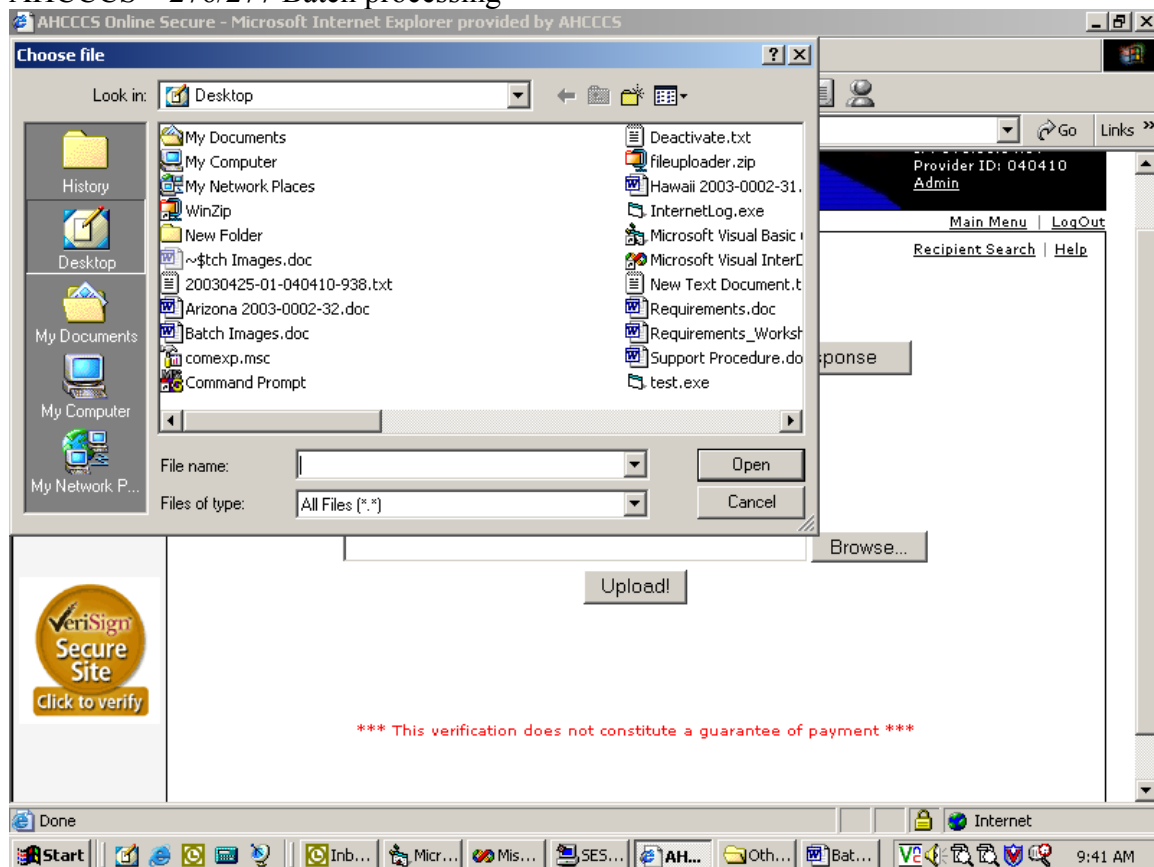 AHCCCS – 276/277 Batch processing
AHCCCS Online Secure - Microsoft Internet Explorer provided by AHCCCS
Choose file
Look in:
Desktop
History
Desktop
My Documents
My Computer
My Network P...
My Documents
My Computer
My Network Places
WinZip
New Folder
~$tch Images.doc
20030425-01-040410-938.txt
Arizona 2003-0002-32.doc
Batch Images.doc
comexp.msc
Command Prompt
Deactivate.txt
fileuploader.zip
Hawaii 2003-0002-31.
InternetLog.exe
Microsoft Visual Basic
Microsoft Visual InterD
New Text Document.t
Requirements.doc
Requirements_Worksh
Support Procedure.do
test.exe
File name:
Open
Files of type:
All Files (*.*)
Cancel
Go Links »
Provider ID: 040410
Admin
Main Menu | LogOut
Recipient Search | Help
sponse
Browse...
Upload!
VeriSign
Secure
Site
Click to verify
*** This verification does not constitute a guarantee of payment ***
Done
Internet
Start
Inb...
Micr...
Mis...
SES...
AH...
Oth...
Bat...
9:41 AM